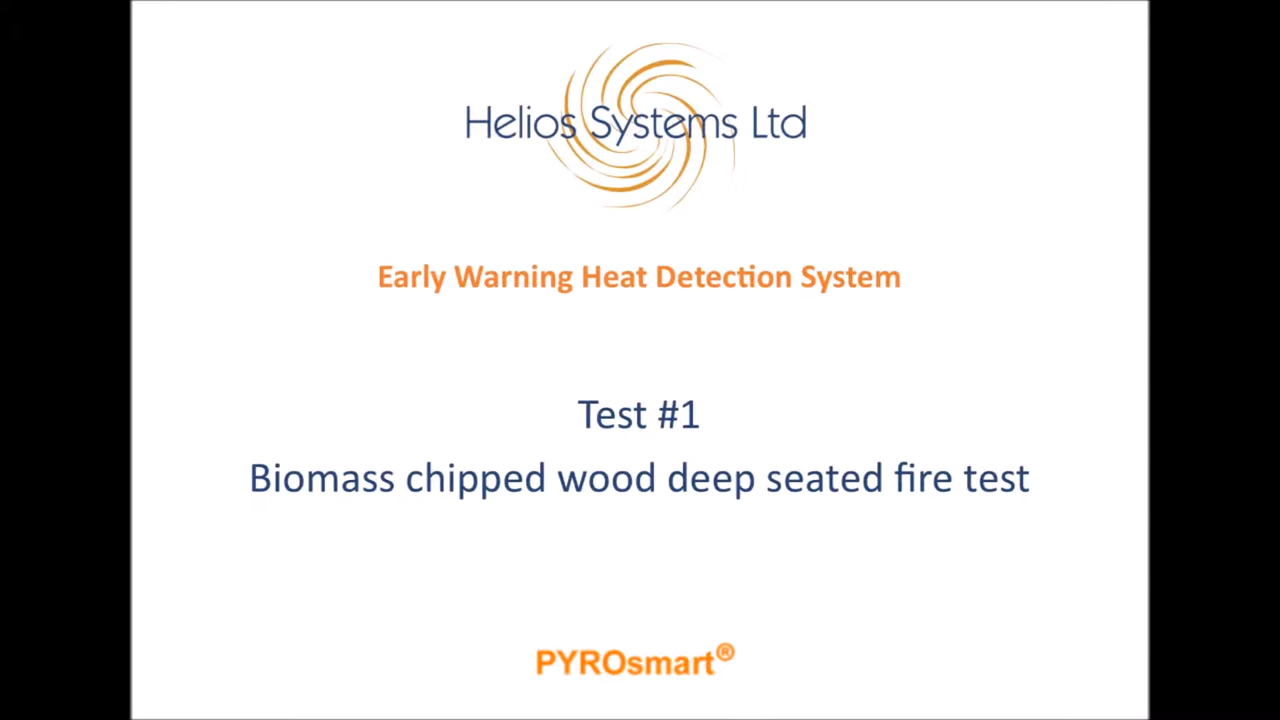 Helios Systems Ltd
Early Warning Heat Detection System
Test #1
Biomass chipped wood deep seated fire test
PYROsmart®